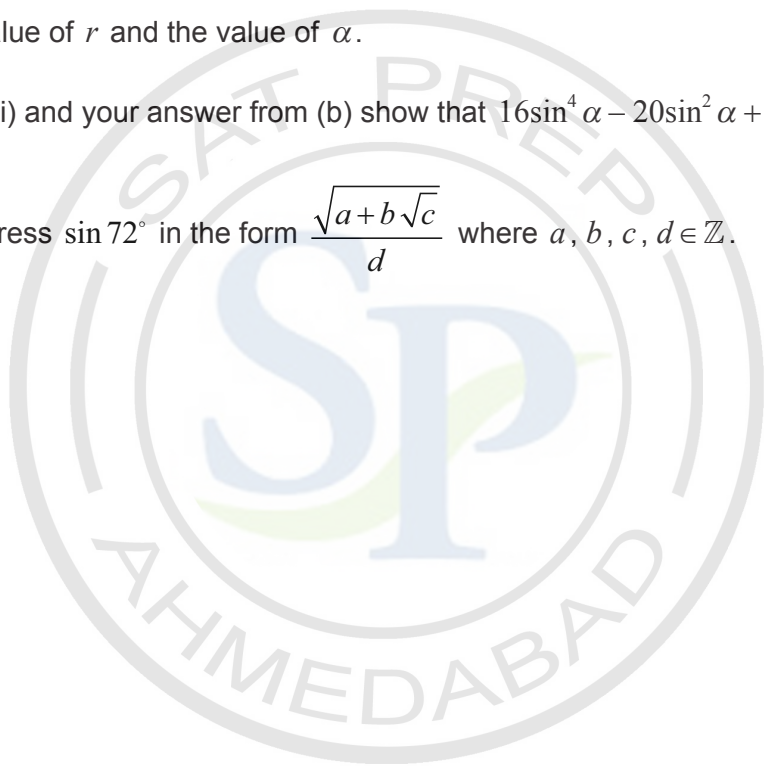 lue of r and the value of α.
i) and your answer from (b) show that 16sin⁴ α – 20sin² α +
ress sin 72° in the form √(a+b√c)/d where a, b, c, d ∈ ℤ.
SAT PREP
SP
AHMEDABAD